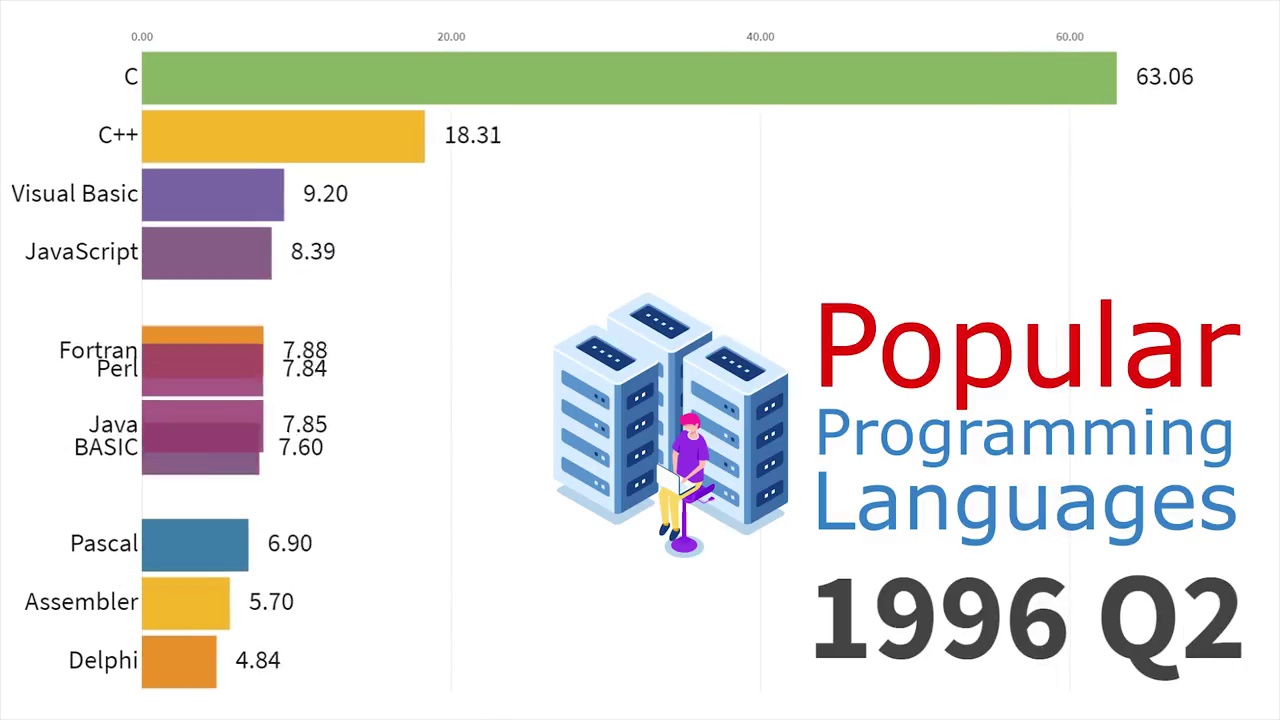 0.00 20.00 40.00 60.00
C 63.06
C++ 18.31
Visual Basic 9.20
JavaScript 8.39
Fortran 7.88
Perl 7.84
Java 7.85
BASIC 7.60
Pascal 6.90
Assembler 5.70
Delphi 4.84
Popular
Programming
Languages
1996 Q2